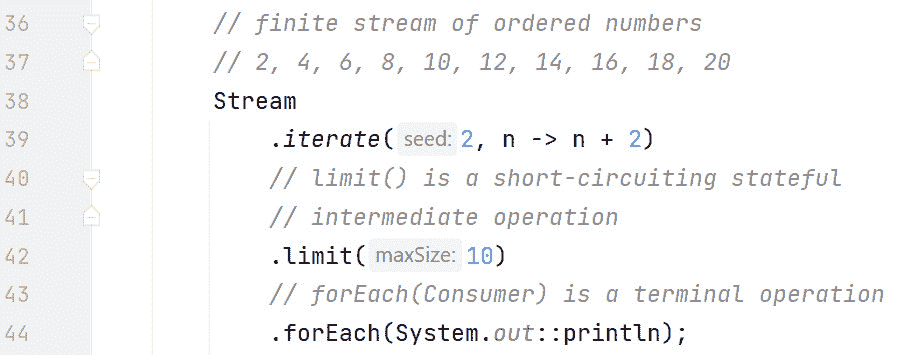 36 // finite stream of ordered numbers
37 // 2, 4, 6, 8, 10, 12, 14, 16, 18, 20
38 Stream
39 .iterate( seed: 2, n -> n + 2)
40 // limit() is a short-circuiting stateful
41 // intermediate operation
42 .limit( maxSize: 10)
43 // forEach(Consumer) is a terminal operation
44 .forEach(System.out::println);